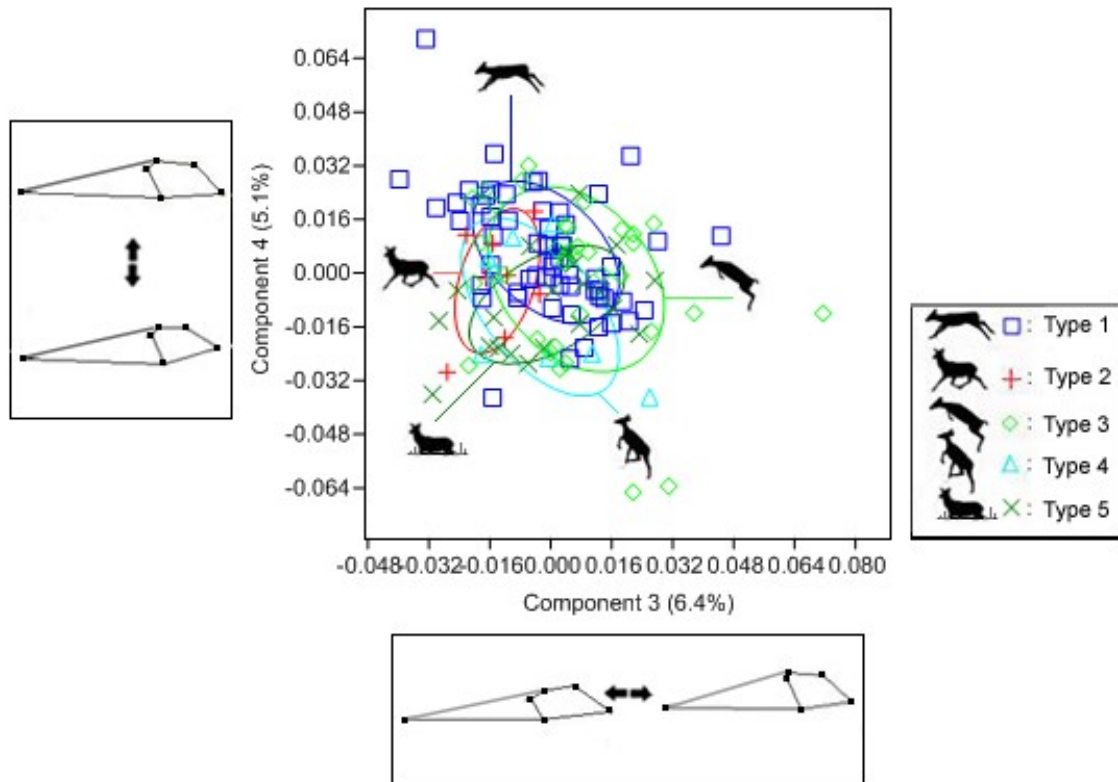 0.064
0.048
0.032
0.016
0.000
-0.016
-0.032
-0.048
-0.064
Component 4 (5.1%)
-0.048-0.032-0.016 0.000 0.016 0.032 0.048 0.064 0.080
Component 3 (6.4%)
: Type 1
: Type 2
: Type 3
: Type 4
: Type 5